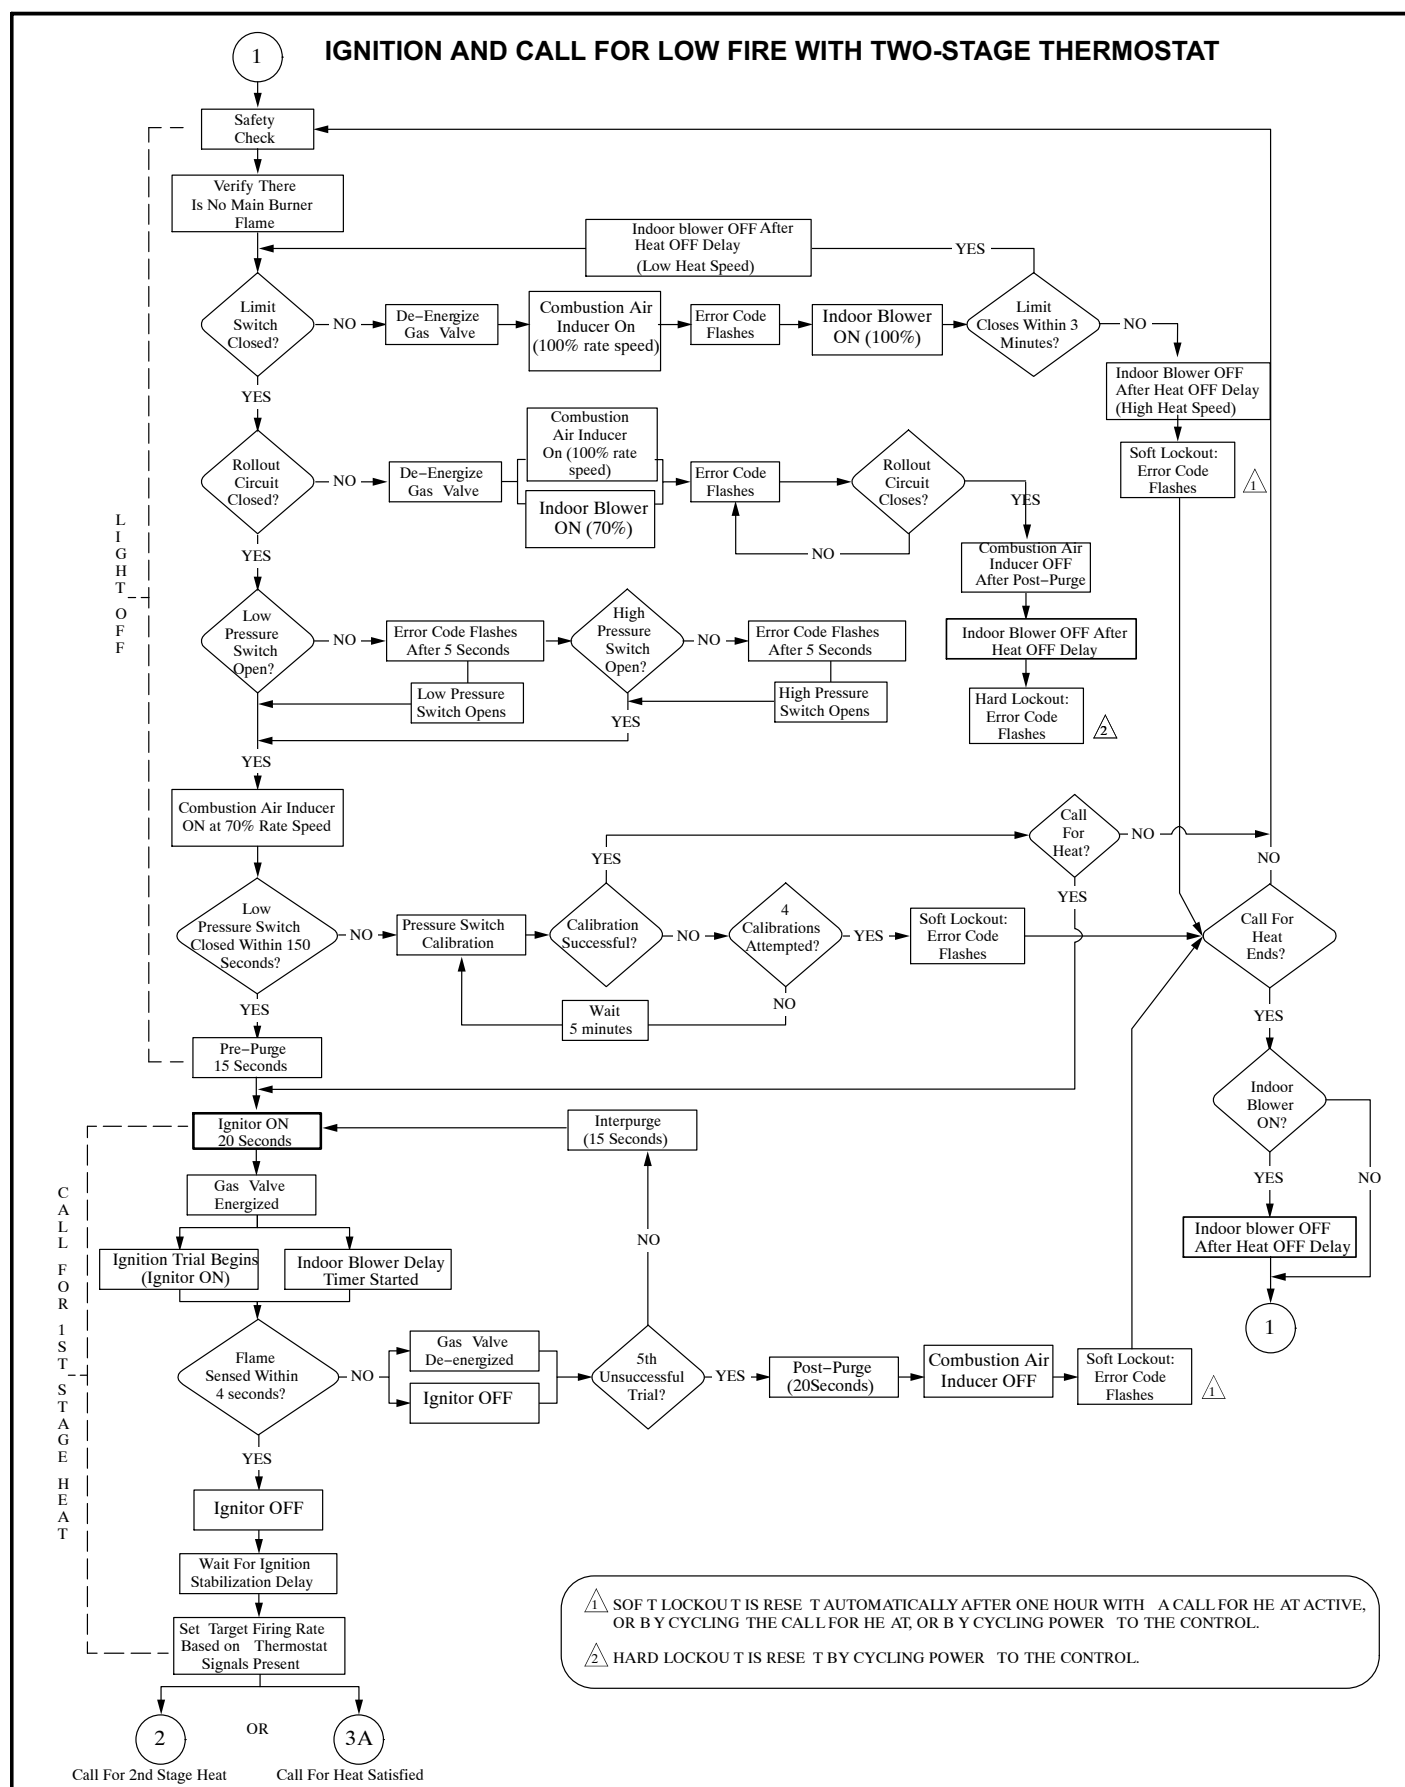 IGNITION AND CALL FOR LOW FIRE WITH TWO-STAGE THERMOSTAT
1
Safety
Check
Verify There
Is No Main Burner
Flame
Indoor blower OFF After
Heat OFF Delay
(Low Heat Speed)
YES
Limit
Switch
Closed?
NO
De-Energize
Gas Valve
Combustion Air
Inducer On
(100% rate speed)
Error Code
Flashes
Indoor Blower
ON (100%)
Limit
Closes Within 3
Minutes?
NO
Indoor Blower OFF
After Heat OFF Delay
(High Heat Speed)
Soft Lockout:
Error Code
Flashes
1
YES
Rollout
Circuit
Closed?
NO
De-Energize
Gas Valve
Combustion
Air Inducer
On (100% rate
speed)
Indoor Blower
ON (70%)
Error Code
Flashes
Rollout
Circuit
Closes?
NO
YES
Combustion Air
Inducer OFF
After Post-Purge
Indoor Blower OFF After
Heat OFF Delay
Hard Lockout:
Error Code
Flashes
2
LIGHT OFF
YES
Low
Pressure
Switch
Open?
NO
Error Code Flashes
After 5 Seconds
Low Pressure
Switch Opens
High
Pressure
Switch
Open?
NO
Error Code Flashes
After 5 Seconds
High Pressure
Switch Opens
YES
YES
Combustion Air Inducer
ON at 70% Rate Speed
Low
Pressure Switch
Closed Within 150
Seconds?
NO
Pressure Switch
Calibration
Calibration
Successful?
YES
Call
For
Heat?
NO
YES
NO
4
Calibrations
Attempted?
YES
Soft Lockout:
Error Code
Flashes
NO
Wait
5 minutes
NO
Call For
Heat
Ends?
YES
Indoor
Blower
ON?
YES
NO
Indoor blower OFF
After Heat OFF Delay
1
YES
Pre-Purge
15 Seconds
Ignitor ON
20 Seconds
Interpurge
(15 Seconds)
Gas Valve
Energized
Ignition Trial Begins
(Ignitor ON)
Indoor Blower Delay
Timer Started
CALL FOR 1ST STAGE HEAT
Flame
Sensed Within
4 seconds?
NO
Gas Valve
De-energized
Ignitor OFF
5th
Unsuccessful
Trial?
NO
YES
Post-Purge
(20Seconds)
Combustion Air
Inducer OFF
Soft Lockout:
Error Code
Flashes
1
YES
Ignitor OFF
Wait For Ignition
Stabilization Delay
Set Target Firing Rate
Based on Thermostat
Signals Present
2
OR
3A
Call For 2nd Stage Heat
Call For Heat Satisfied
1 SOF T LOCKOU T IS RESE T AUTOMATICALLY AFTER ONE HOUR WITH A CALL FOR HE AT ACTIVE,
OR B Y CYCLING THE CALL FOR HE AT, OR B Y CYCLING POWER TO THE CONTROL.
2 HARD LOCKOU T IS RESE T BY CYCLING POWER TO THE CONTROL.